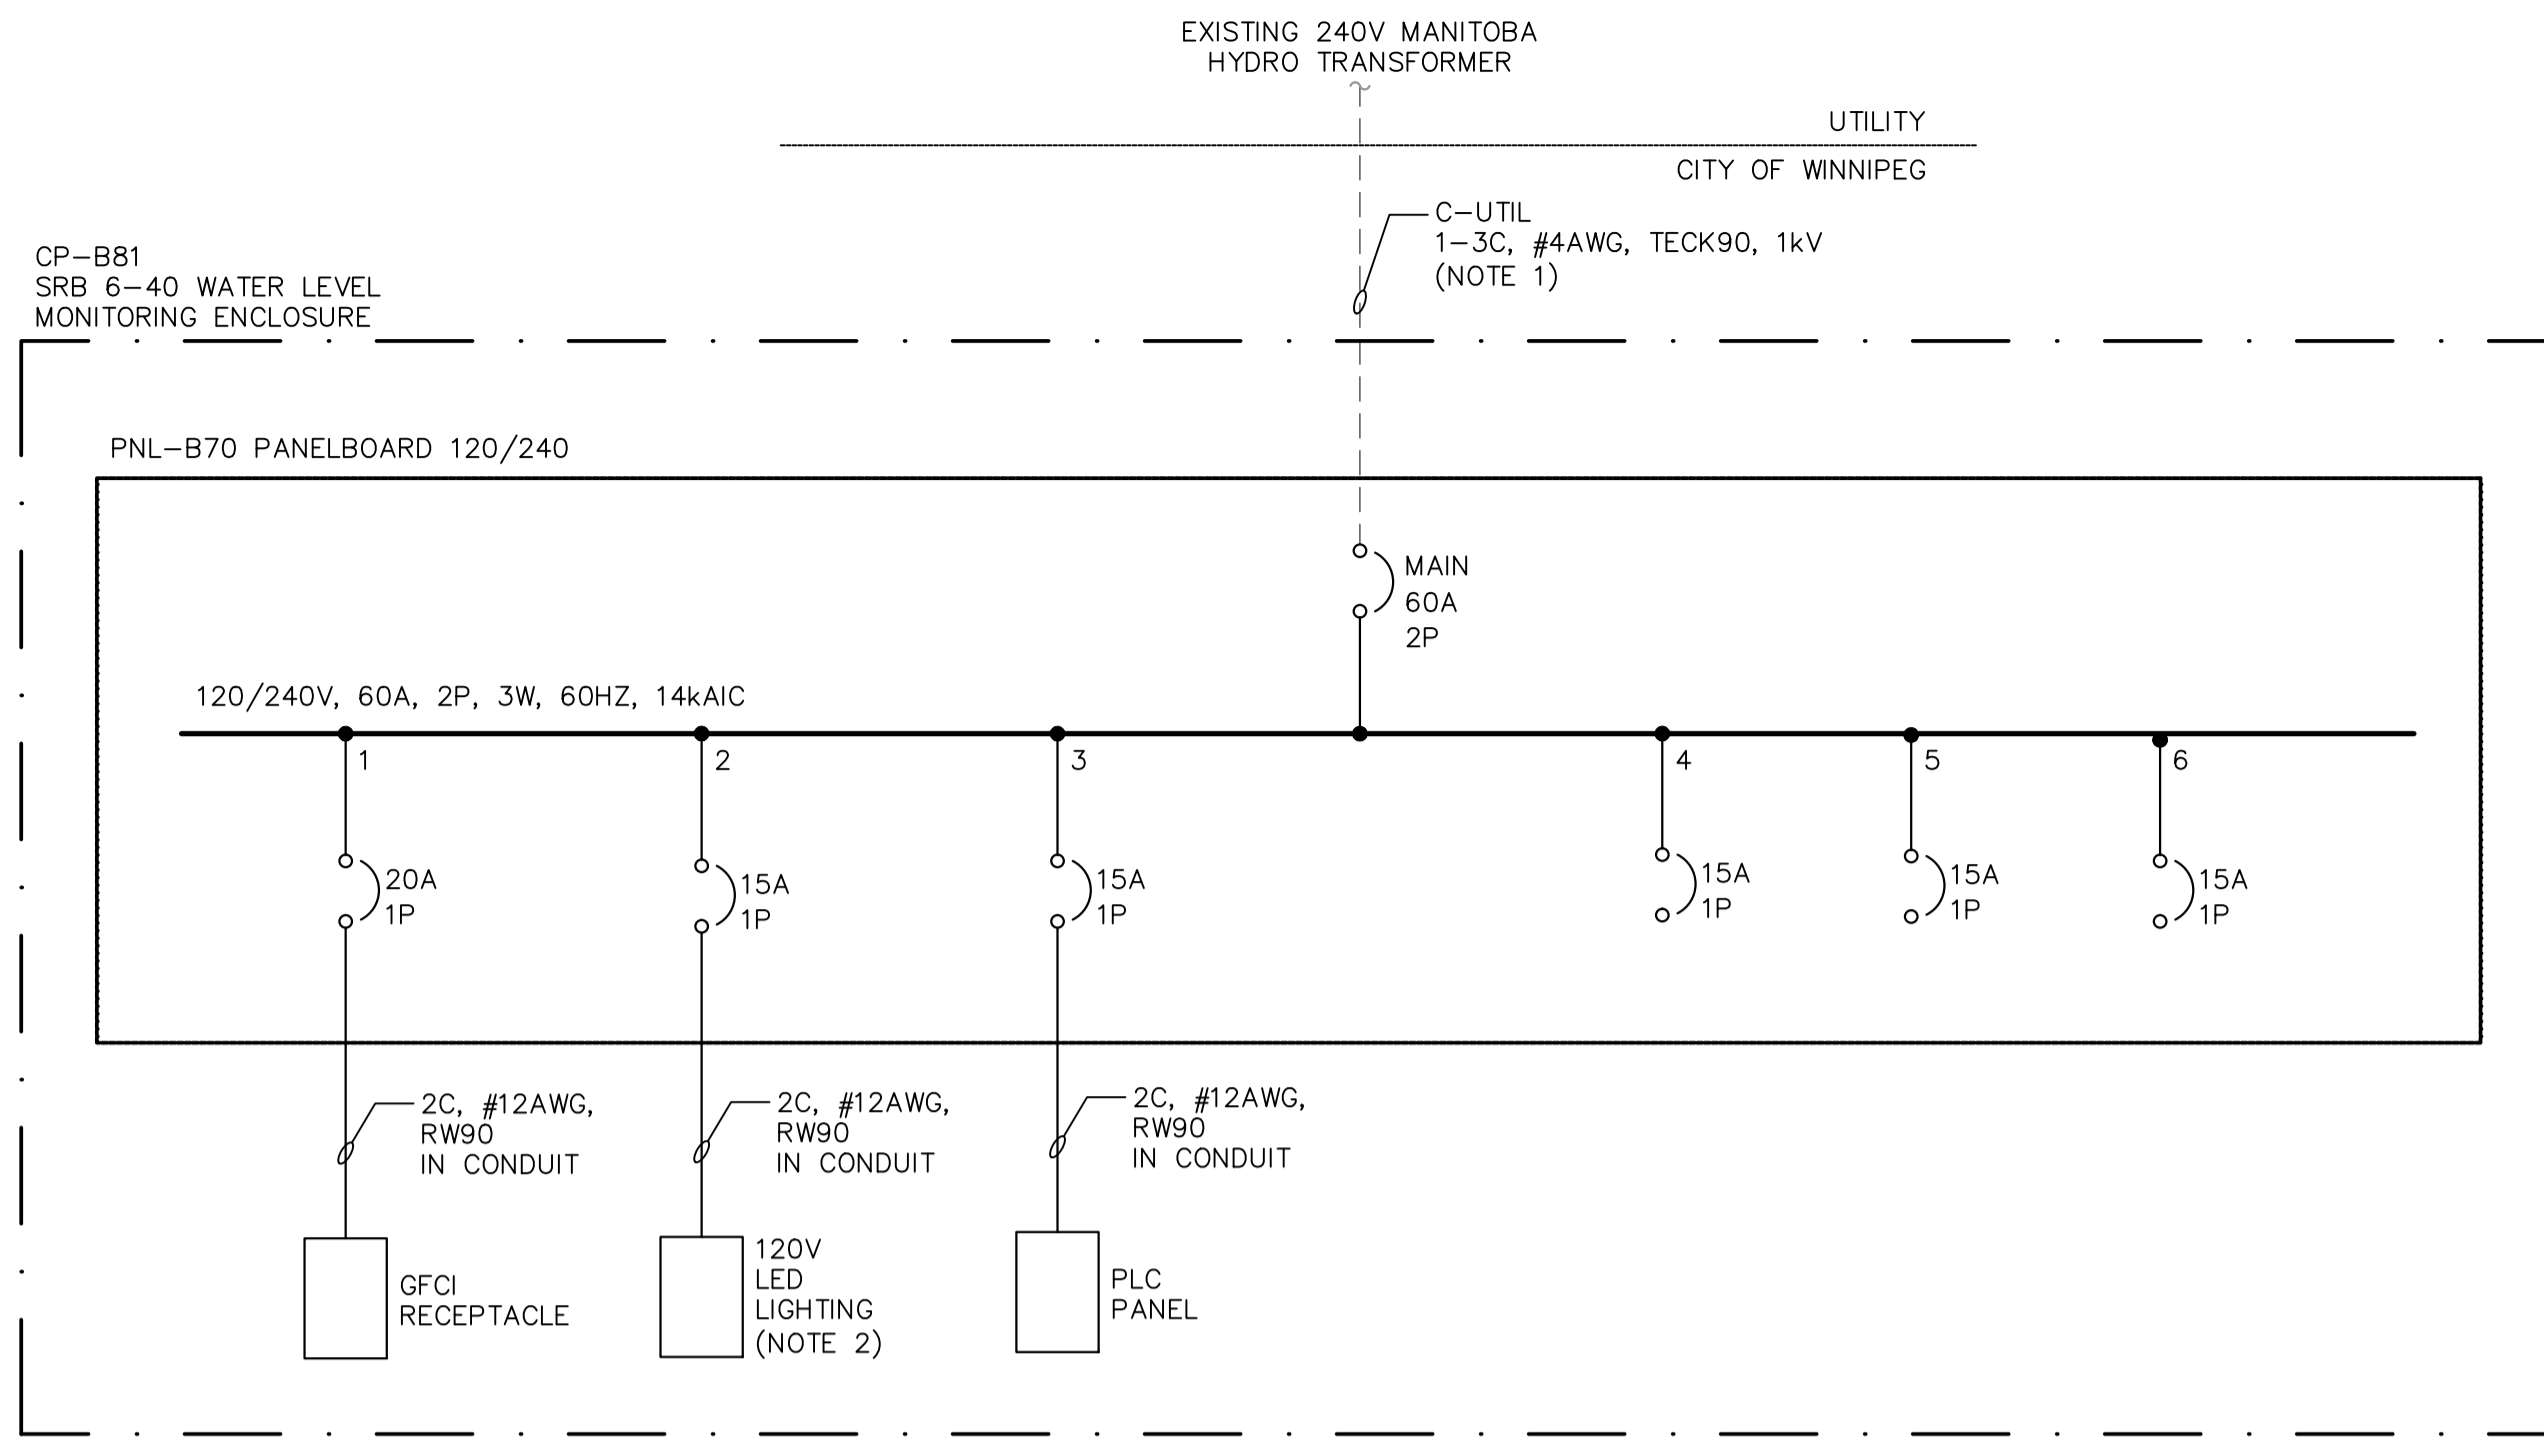 EXISTING 240V MANITOBA
HYDRO TRANSFORMER
UTILITY
CITY OF WINNIPEG
C-UTIL
1-3C, #4AWG, TECK90, 1kV
(NOTE 1)
CP-B81
SRB 6-40 WATER LEVEL
MONITORING ENCLOSURE
PNL-B70 PANELBOARD 120/240
MAIN
60A
2P
120/240V, 60A, 2P, 3W, 60HZ, 14kAIC
1
2
3
4
5
6
20A
1P
15A
1P
15A
1P
15A
1P
15A
1P
15A
1P
2C, #12AWG,
RW90
IN CONDUIT
2C, #12AWG,
RW90
IN CONDUIT
2C, #12AWG,
RW90
IN CONDUIT
GFCI
RECEPTACLE
120V
LED
LIGHTING
(NOTE 2)
PLC
PANEL